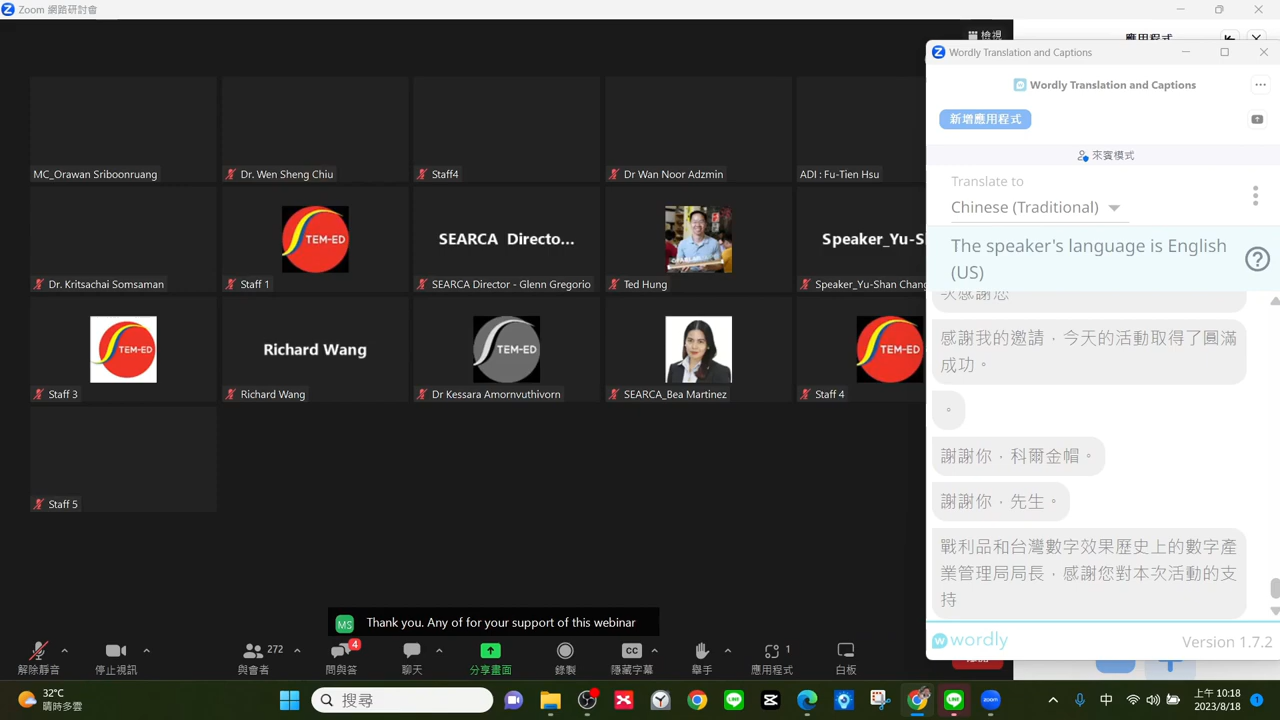 Zoom 網路研討會
檢視
應用程式
MC_Orawan Sriboonruang
Dr. Wen Sheng Chiu
Staff4
Dr Wan Noor Adzmin
ADI : Fu-Tien Hsu
TEM-ED
SEARCA Directo...
Speaker_Yu-S
Dr. Kritsachai Somsaman
Staff 1
SEARCA Director - Glenn Gregorio
Ted Hung
Speaker_Yu-Shan Chang
TEM-ED
Richard Wang
TEM-ED
TEM-ED
Staff 3
Richard Wang
Dr Kessara Amornvuthivorn
SEARCA_Bea Martinez
Staff 4
Staff 5
MS
Thank you. Any of for your support of this webinar
解除靜音
停止視訊
272
與會者
4
問與答
聊天
分享畫面
錄製
CC
隱藏字幕
舉手
1
應用程式
白板
Wordly Translation and Captions
Wordly Translation and Captions
新增應用程式
來賓模式
Translate to
Chinese (Traditional)
The speaker's language is English
(US)
次感謝您
感謝我的邀請，今天的活動取得了圓滿
成功。
。
謝謝你，科爾金帽。
謝謝你，先生。
戰利品和台灣數字效果歷史上的數字產
業管理局局長，感謝您對本次活動的支
持
wordly
Version 1.7.2
32°C
晴時多雲
搜尋
中
上午 10:18
2023/8/18
1